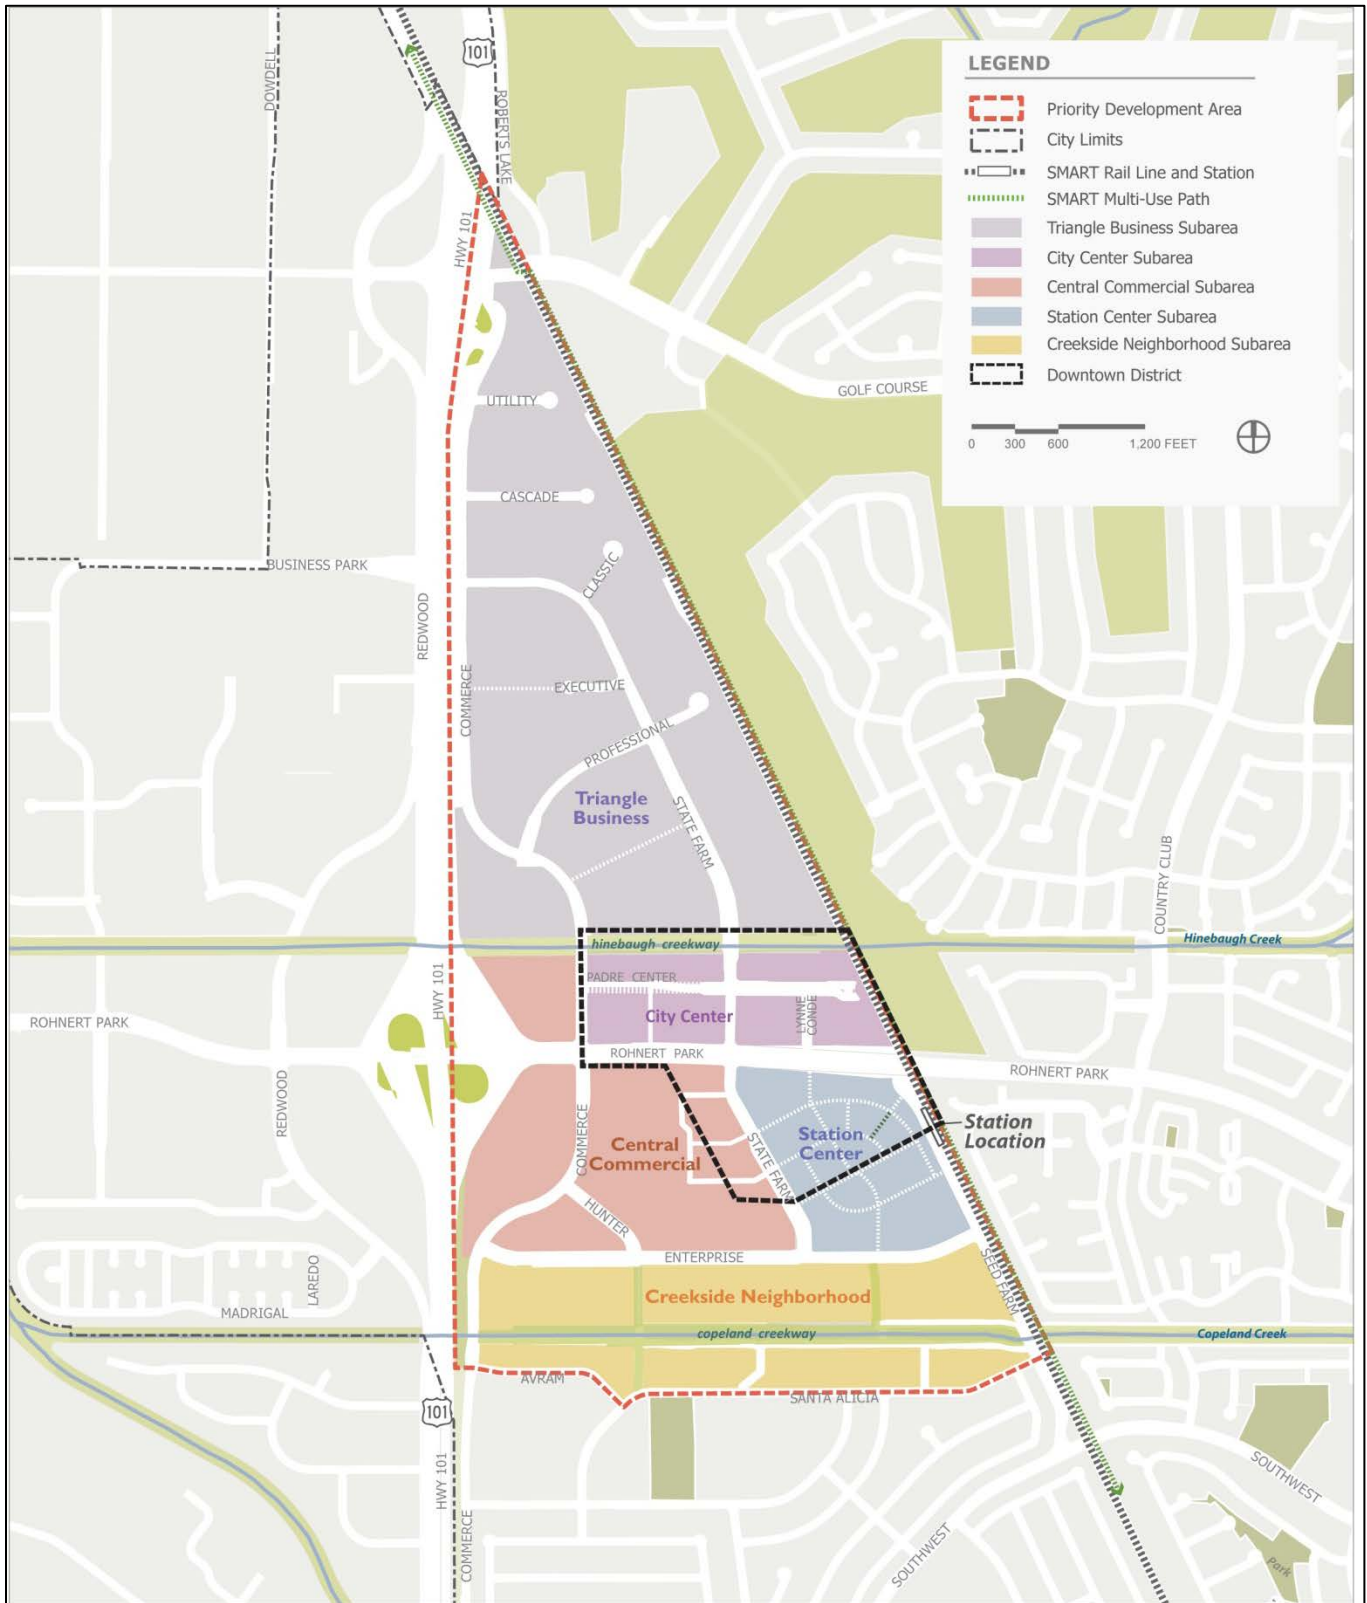 101
DOWDELL
ROBERTS LAKE
HWY 101
LEGEND
Priority Development Area
City Limits
SMART Rail Line and Station
SMART Multi-Use Path
Triangle Business Subarea
City Center Subarea
Central Commercial Subarea
Station Center Subarea
Creekside Neighborhood Subarea
Downtown District
0 300 600 1,200 FEET
GOLF COURSE
UTILITY
CASCADE
CLASSIC
BUSINESS PARK
REDWOOD
COMMERCE
EXECUTIVE
PROFESSIONAL
Triangle
Business
STATE FARM
COUNTRY CLUB
hinebaugh creekway
Hinebaugh Creek
PADRE CENTER
HWY 101
LYNNE
CONDE
City Center
ROHNERT PARK
ROHNERT PARK
ROHNERT PARK
REDWOOD
COMMERCE
Central
Commercial
STATE FARM
Station
Center
Station
Location
HUNTER
ENTERPRISE
SEED FARM
LAREDO
MADRIGAL
Creekside Neighborhood
copeland creekway
Copeland Creek
AVRAM
SANTA ALICIA
101
HWY 101
COMMERCE
SOUTHWEST
SOUTHWEST
Park